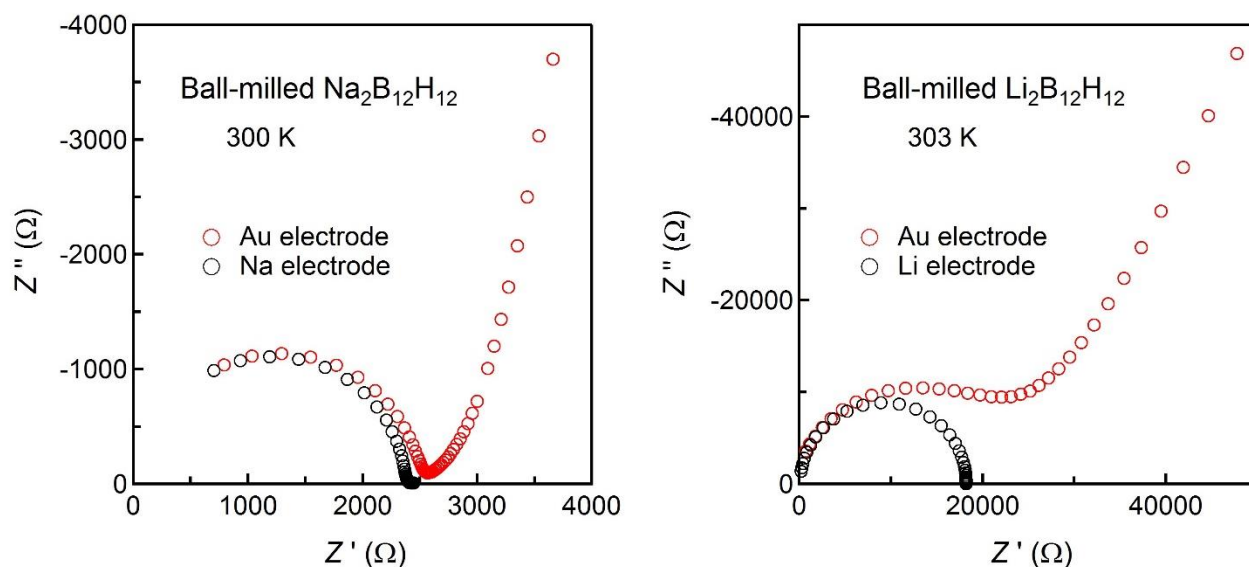 -4000
-3000
-2000
-1000
0
0
1000
2000
3000
4000
Z '' (Ω)
Z ' (Ω)
Ball-milled Na₂B₁₂H₁₂
300 K
Au electrode
Na electrode
-40000
-20000
0
0
20000
40000
Z '' (Ω)
Z ' (Ω)
Ball-milled Li₂B₁₂H₁₂
303 K
Au electrode
Li electrode